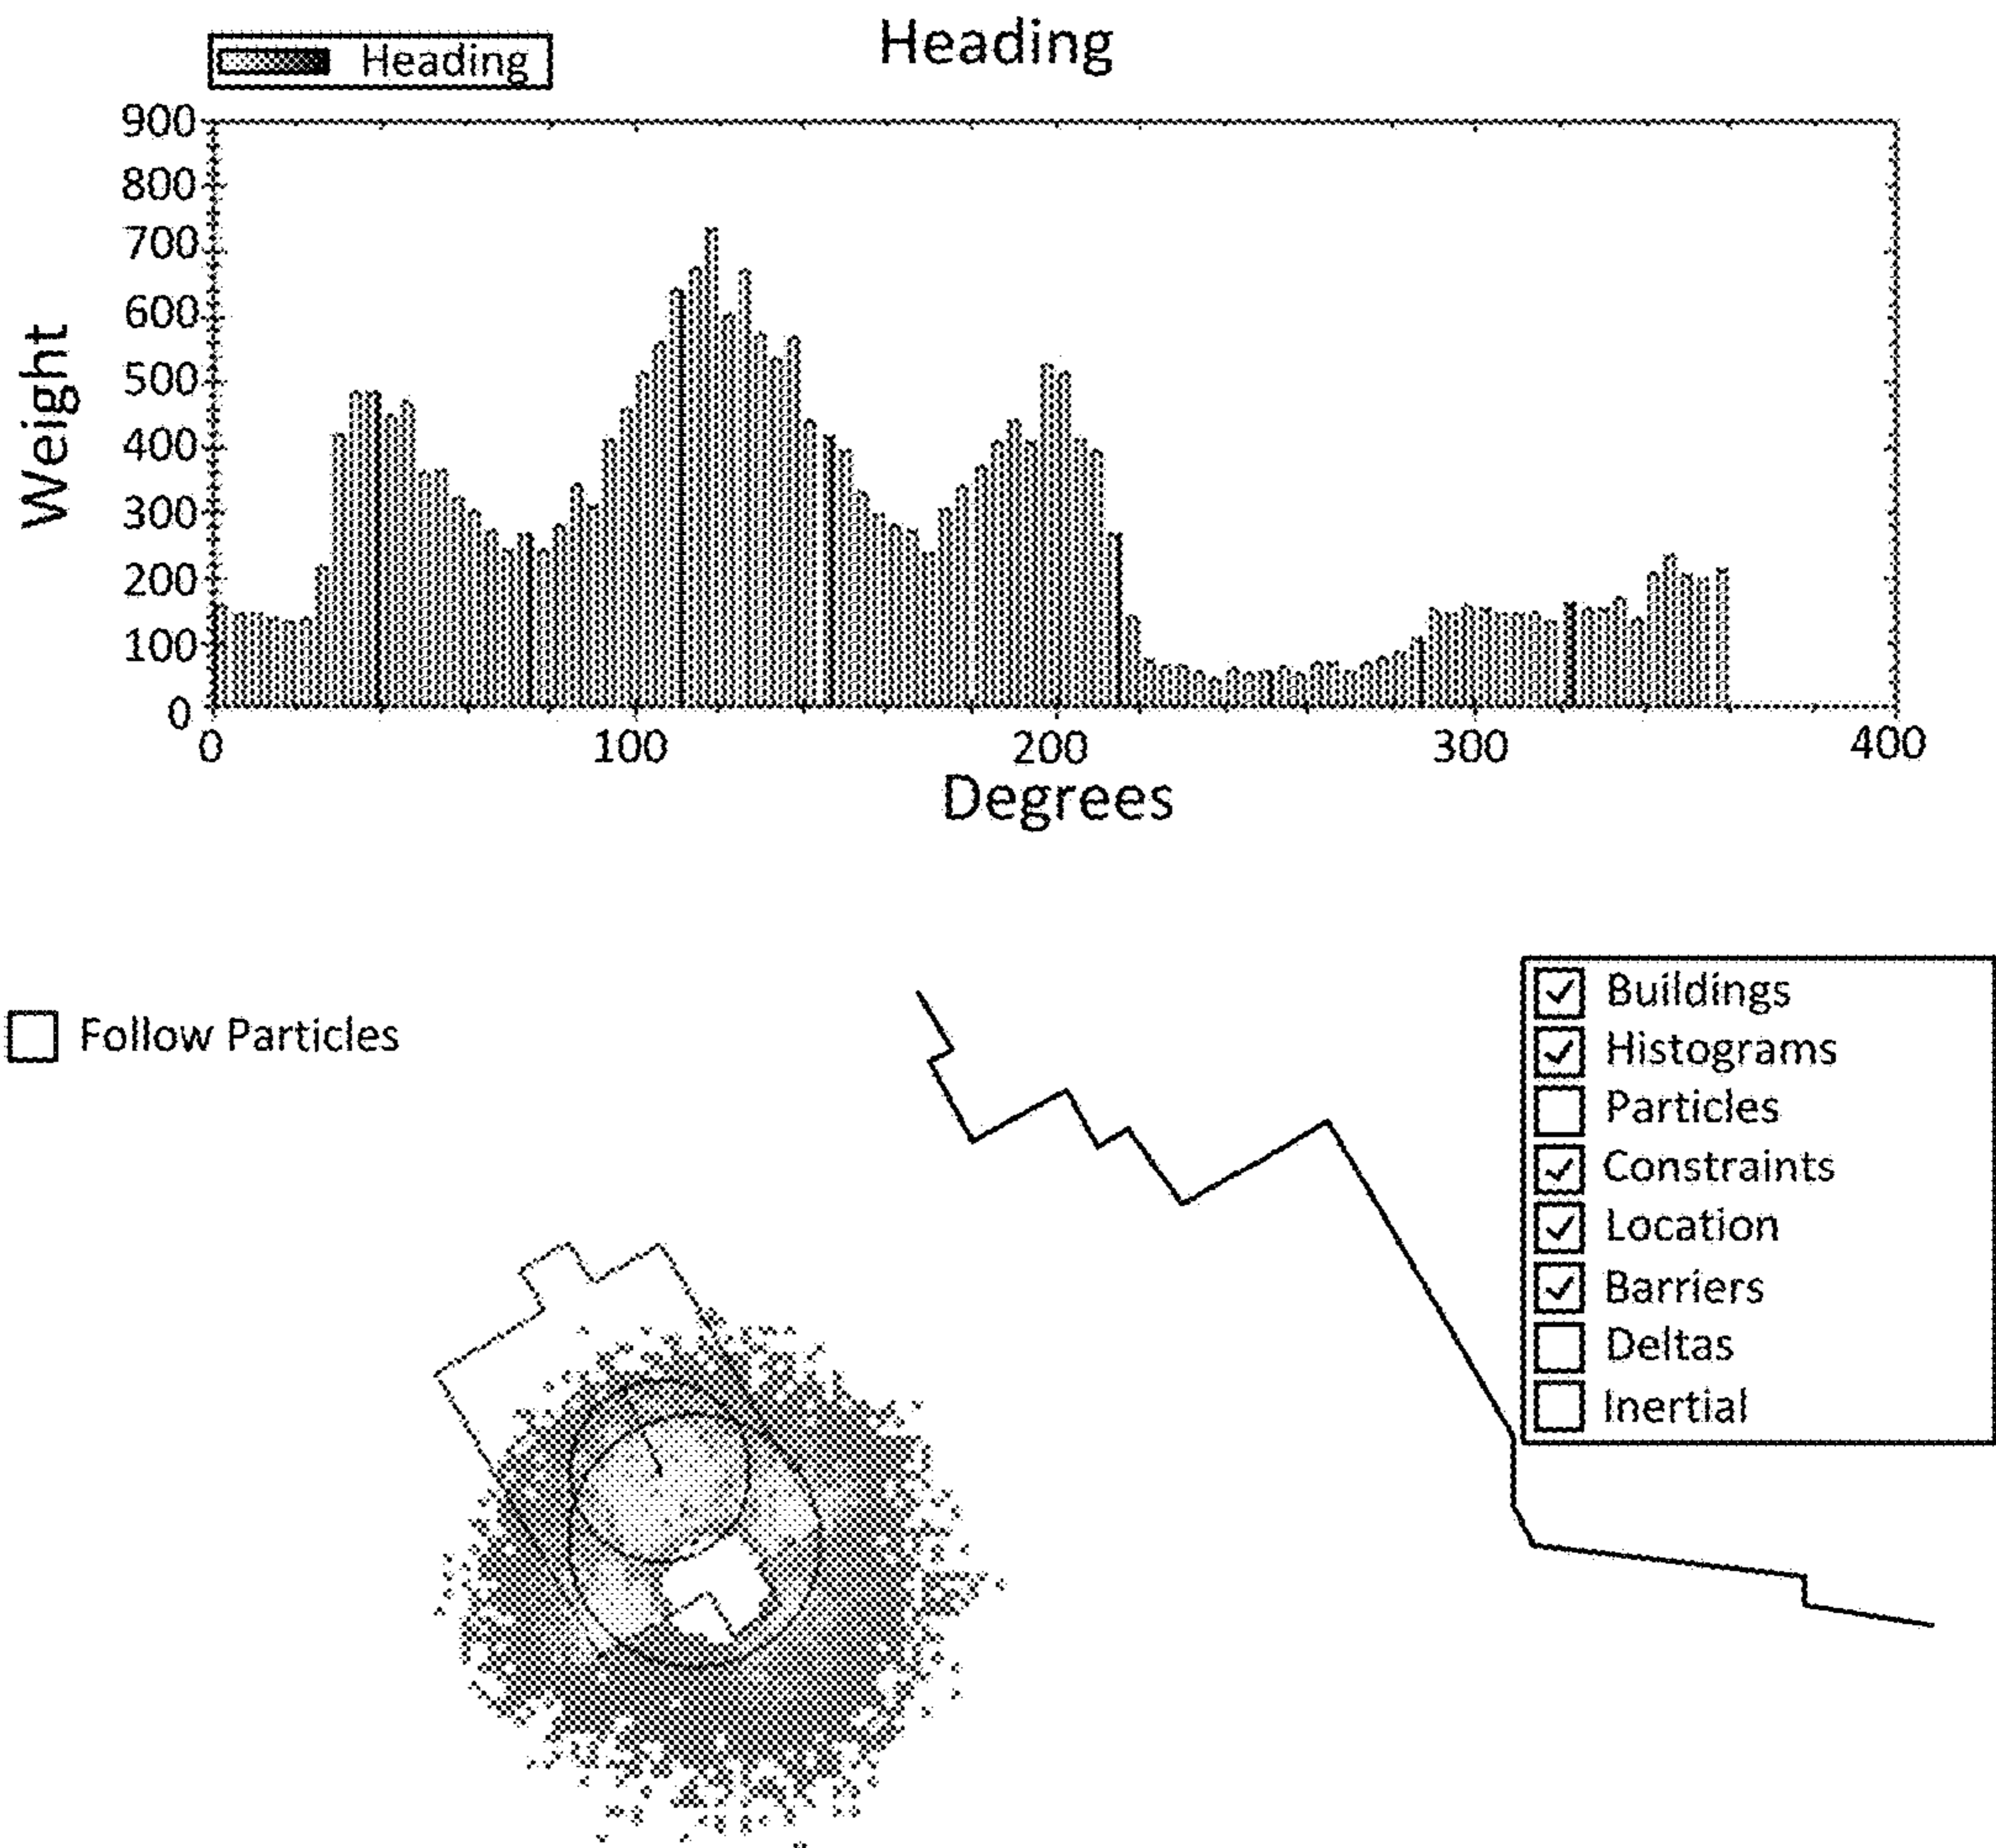 Heading
Heading
900
800
700
600
500
400
300
200
100
0
Weight
0 100 200 300 400
Degrees
Follow Particles
Buildings
Histograms
Particles
Constraints
Location
Barriers
Deltas
Inertial